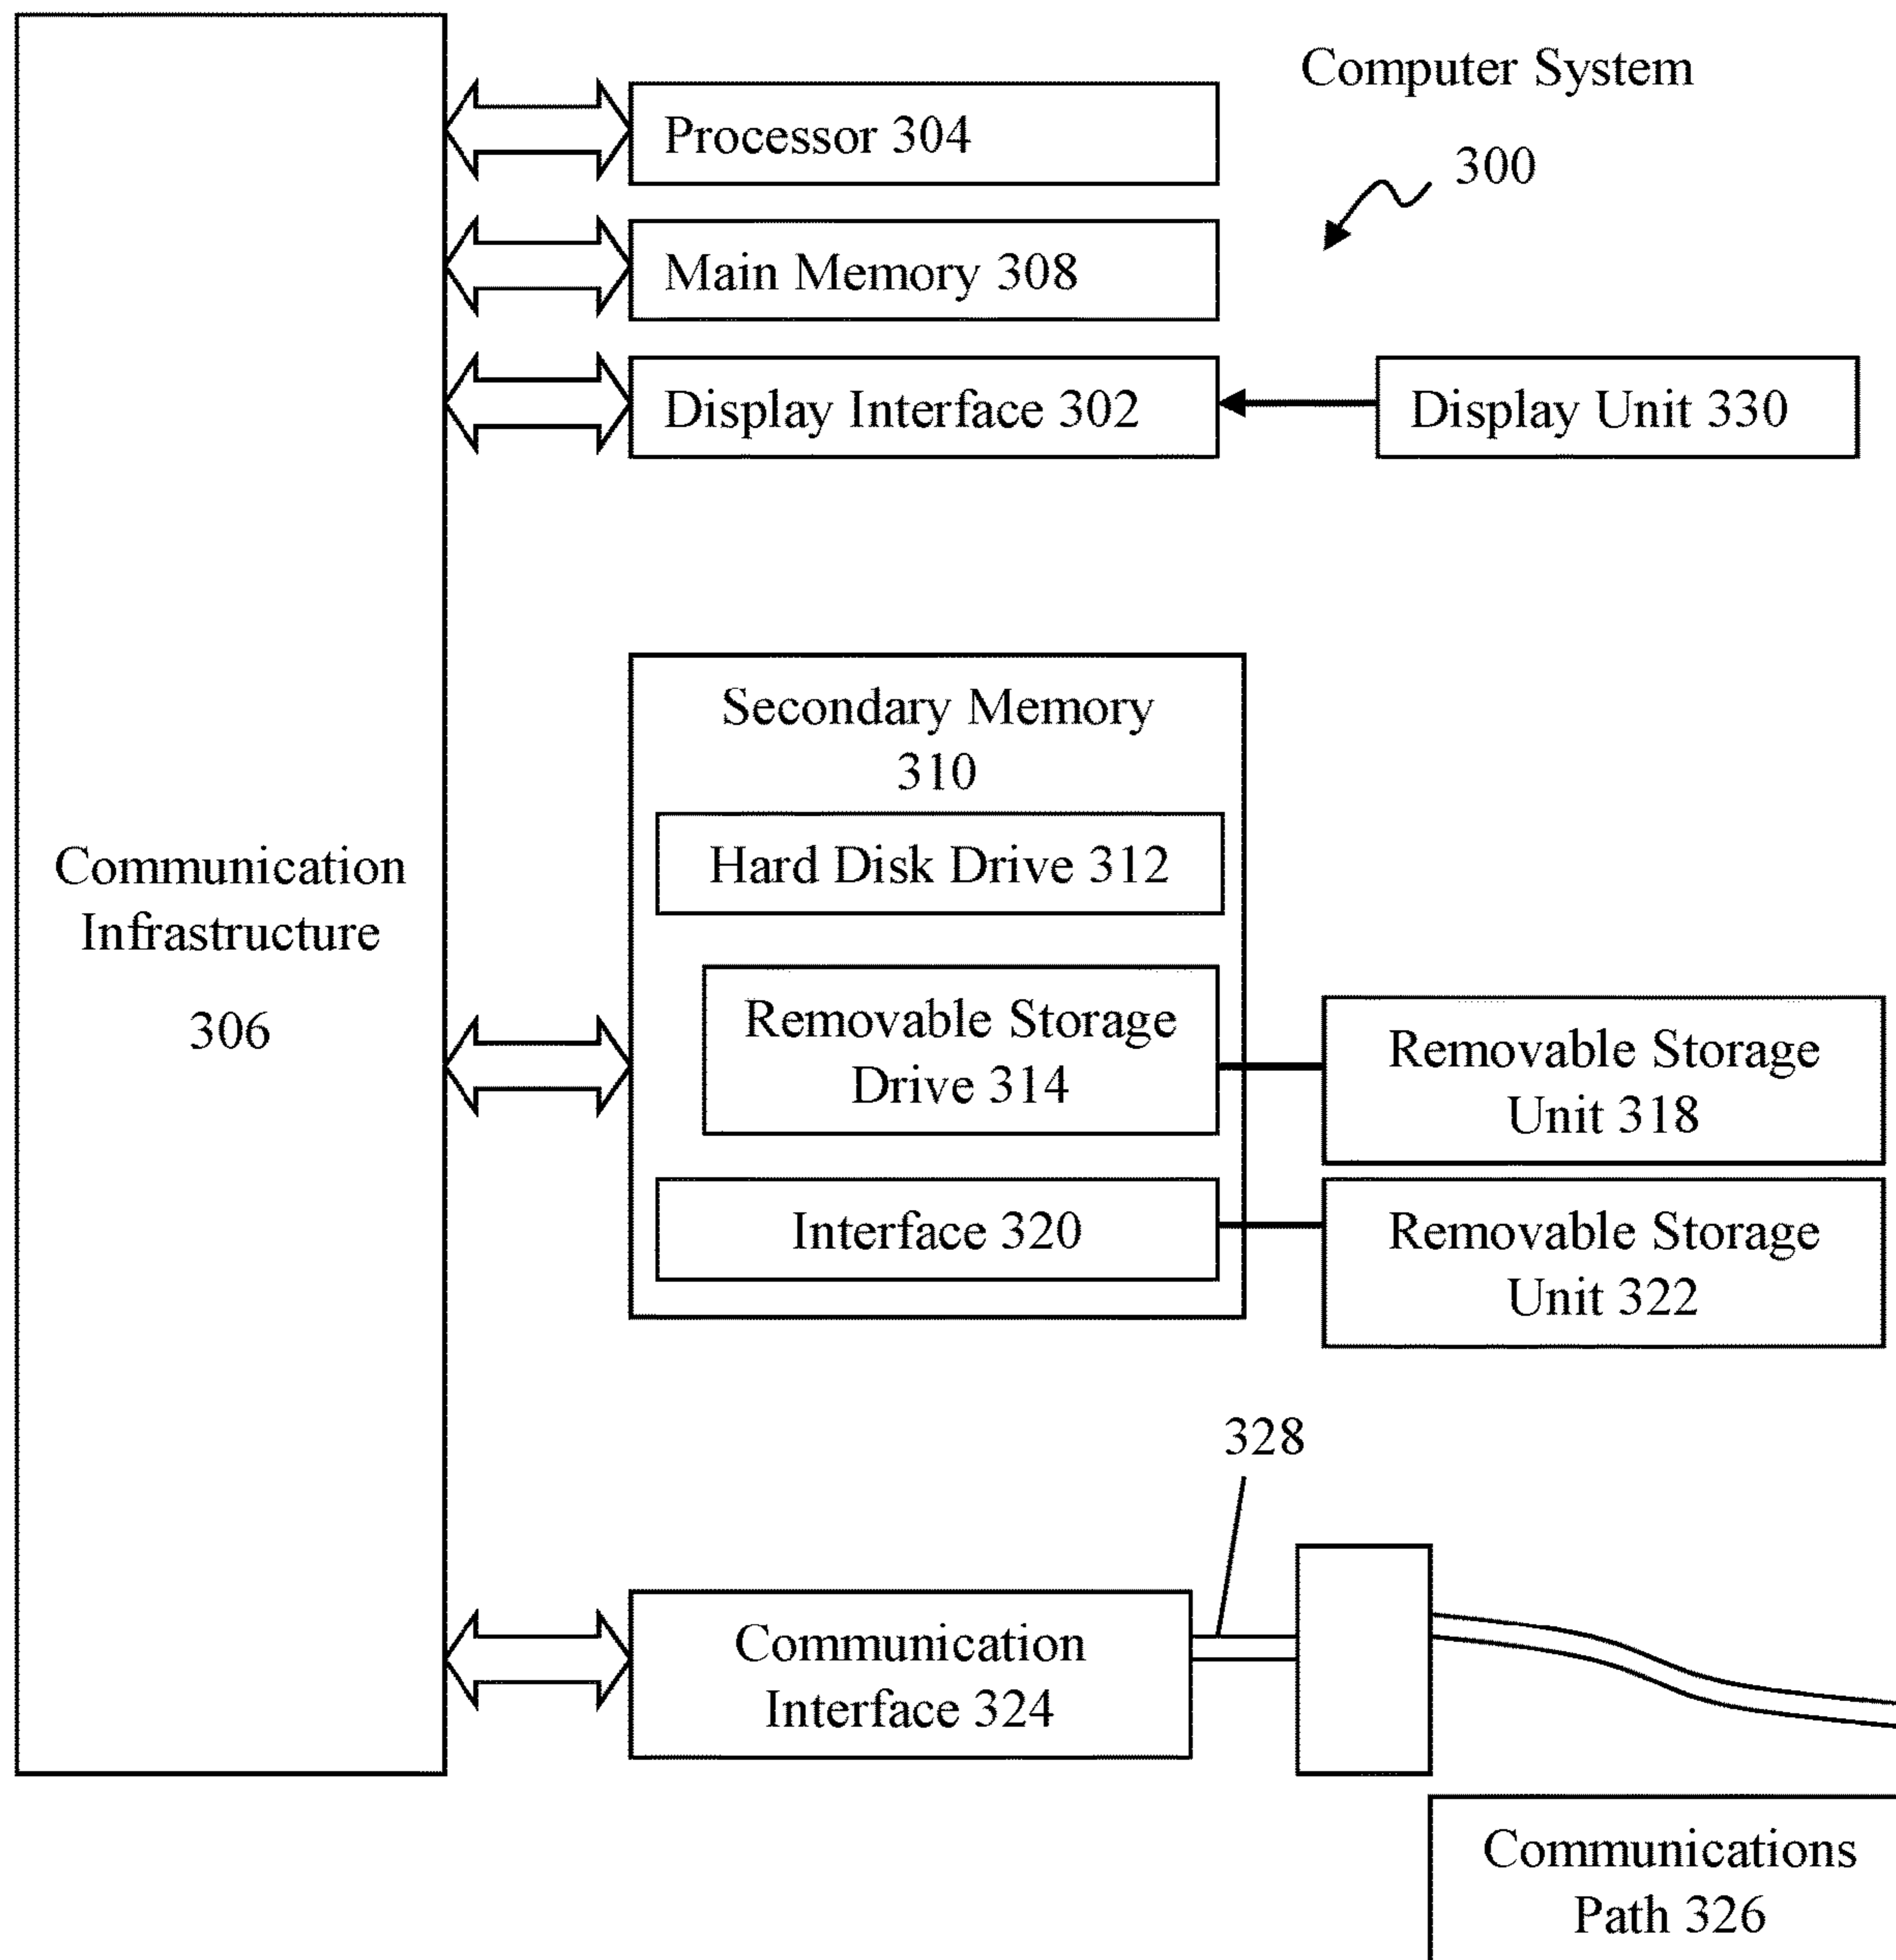 Computer System
300
Processor 304
Main Memory 308
Display Interface 302
Display Unit 330
Communication
Infrastructure
306
Secondary Memory
310
Hard Disk Drive 312
Removable Storage
Drive 314
Removable Storage
Unit 318
Interface 320
Removable Storage
Unit 322
328
Communication
Interface 324
Communications
Path 326